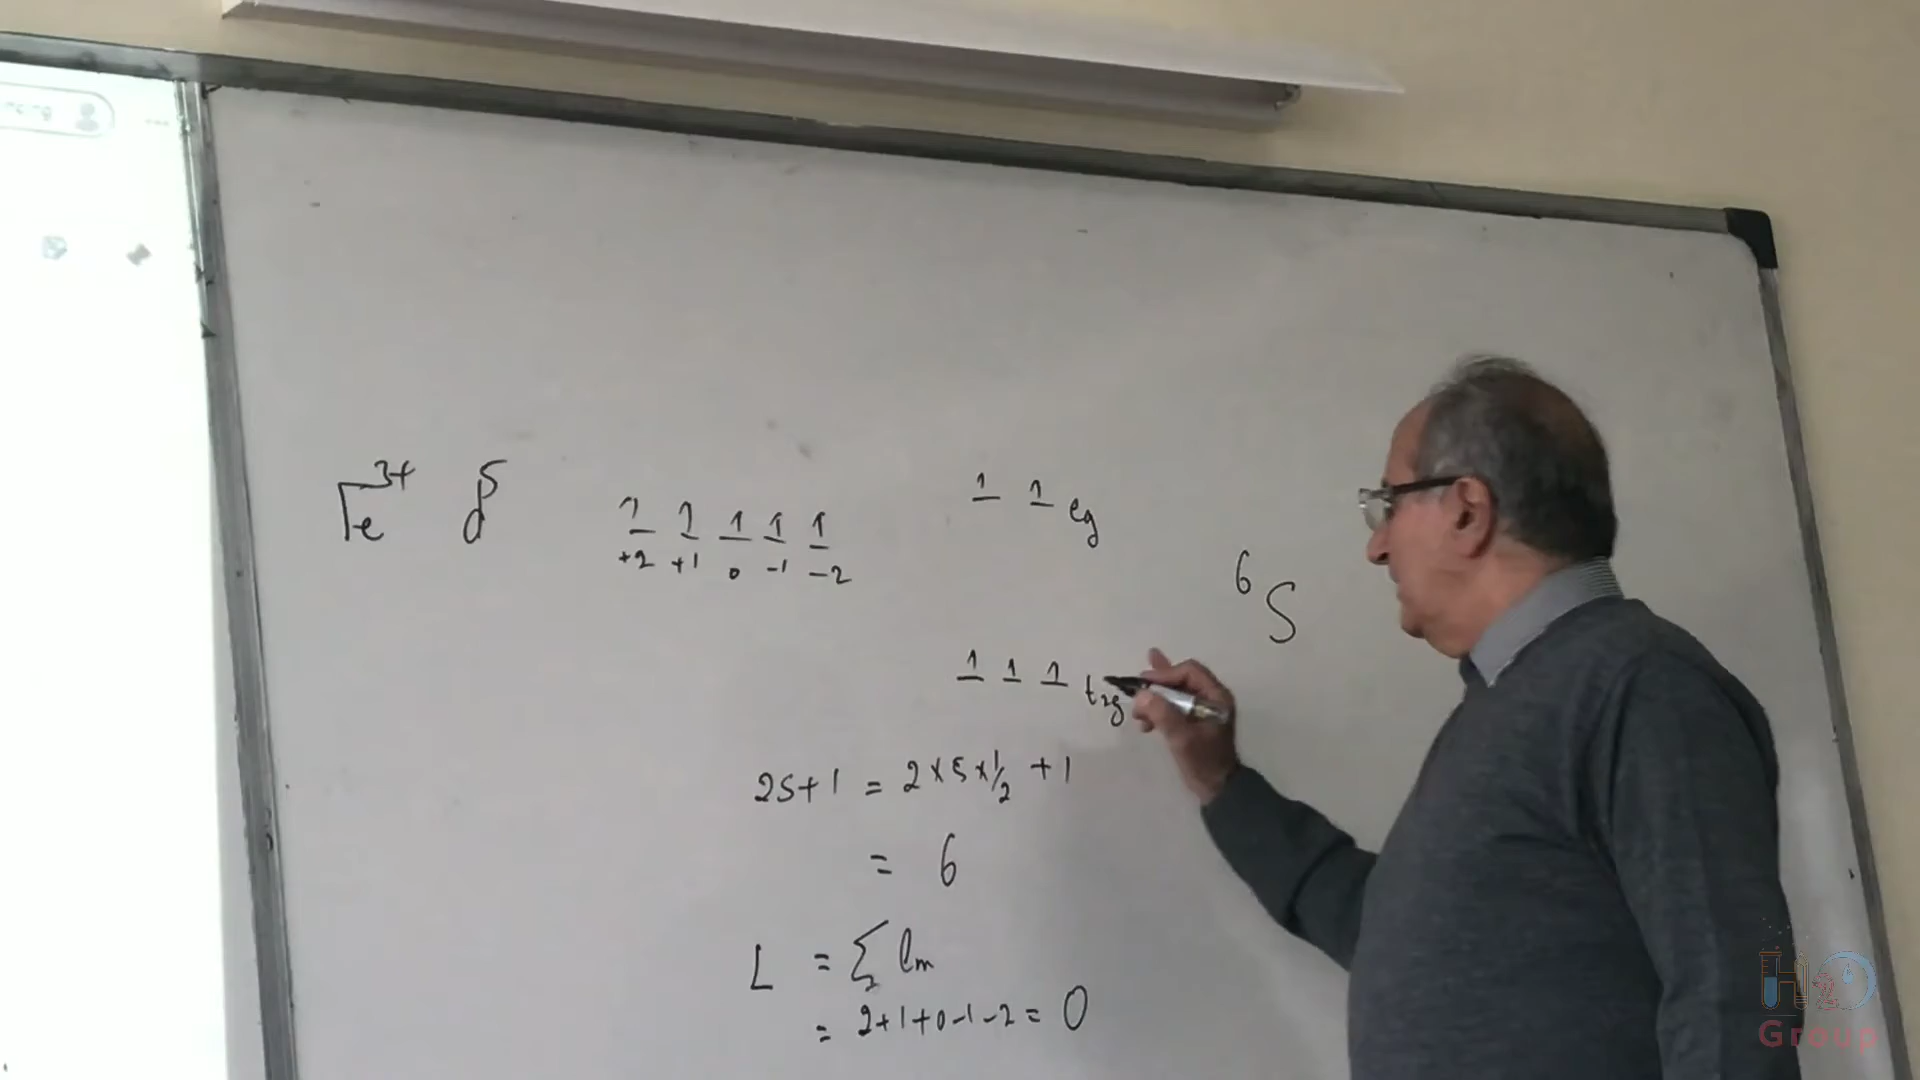 Fe³⁺ d⁵
1 1 1 1 1
+2 +1 0 -1 -2
1 1 eg
⁶S
1 1 1 t2g
2S+1 = 2×5×1/2 +1
= 6
L = Σ lm
= 2+1+0-1-2 = 0
H2O
Group